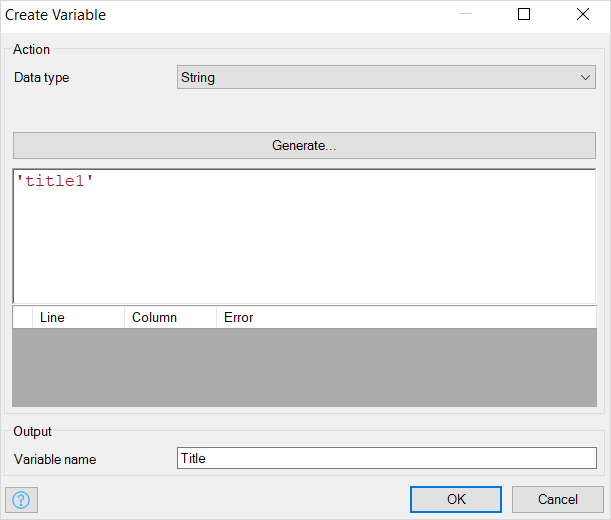 Create Variable
Action
Data type String
Generate...
'title1'
Line Column Error
Output
Variable name Title
? OK Cancel